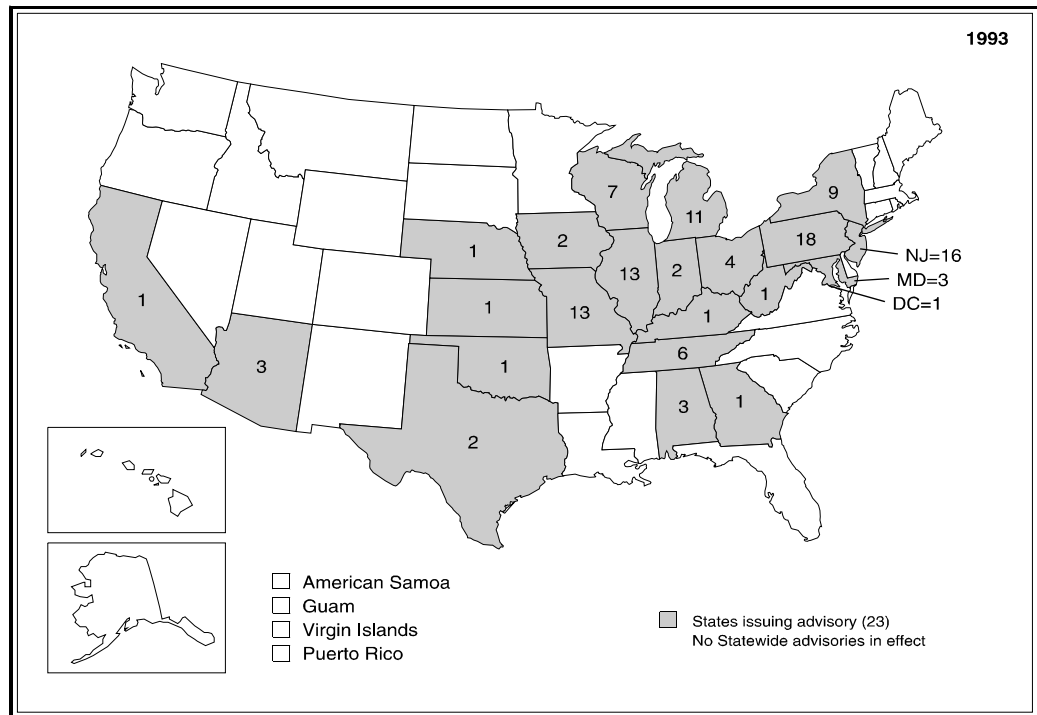 1993
9
7
11
18
1
2
4
NJ=16
13
2
MD=3
1
1
DC=1
1
13
1
6
3
1
3
1
2
American Samoa
Guam
Virgin Islands
Puerto Rico
States issuing advisory (23)
No Statewide advisories in effect